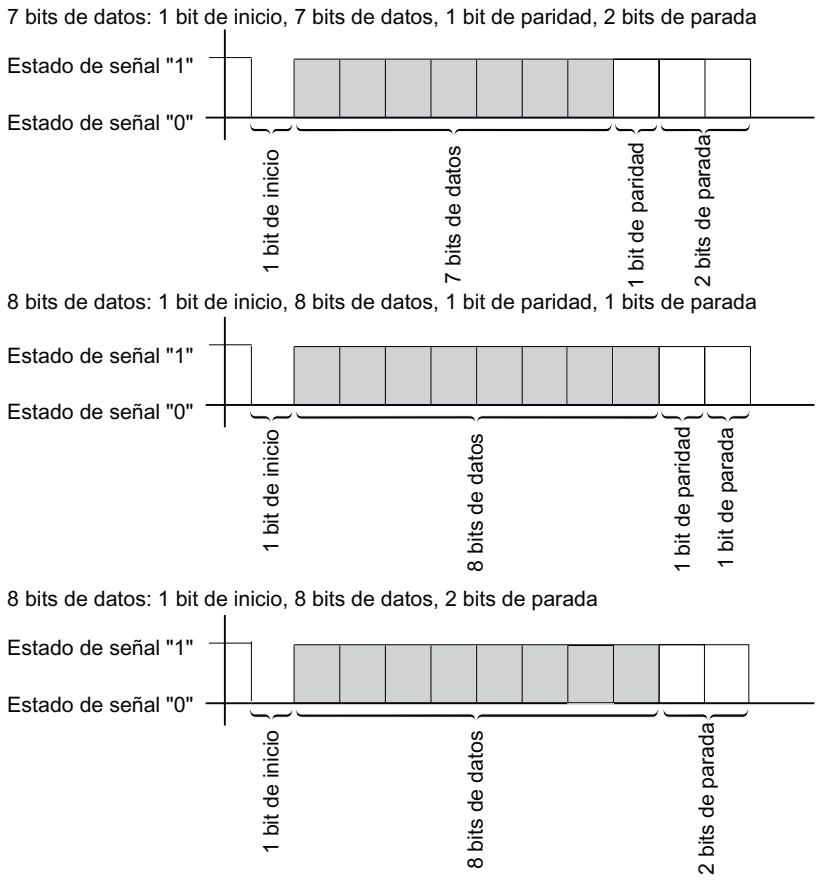 7 bits de datos: 1 bit de inicio, 7 bits de datos, 1 bit de paridad, 2 bits de parada
Estado de señal "1"
Estado de señal "0"
1 bit de inicio
7 bits de datos
1 bit de paridad
2 bits de parada
8 bits de datos: 1 bit de inicio, 8 bits de datos, 1 bit de paridad, 1 bits de parada
Estado de señal "1"
Estado de señal "0"
1 bit de inicio
8 bits de datos
1 bit de paridad
1 bit de parada
8 bits de datos: 1 bit de inicio, 8 bits de datos, 2 bits de parada
Estado de señal "1"
Estado de señal "0"
1 bit de inicio
8 bits de datos
2 bits de parada